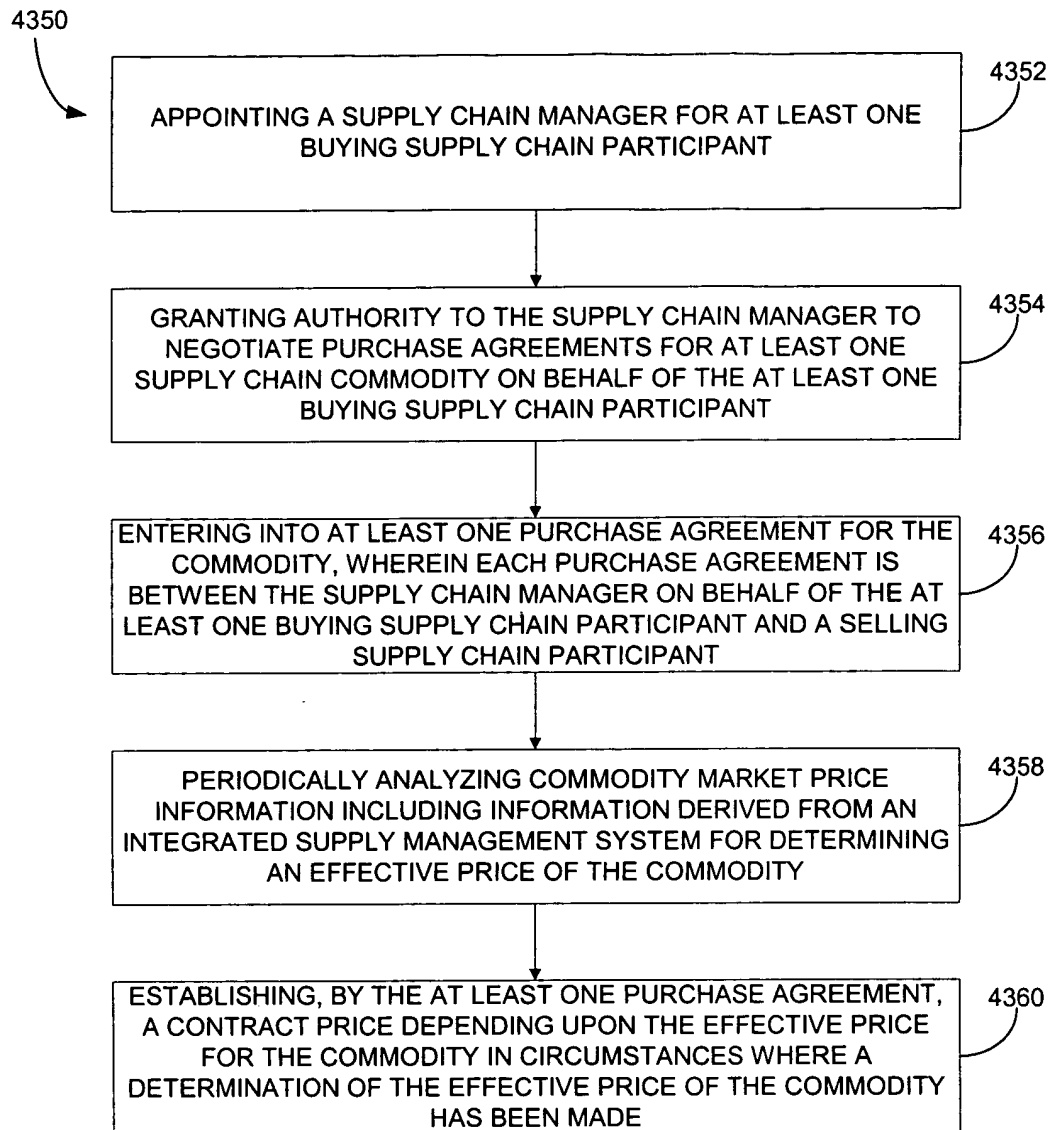 4350
4352
APPOINTING A SUPPLY CHAIN MANAGER FOR AT LEAST ONE
BUYING SUPPLY CHAIN PARTICIPANT
4354
GRANTING AUTHORITY TO THE SUPPLY CHAIN MANAGER TO
NEGOTIATE PURCHASE AGREEMENTS FOR AT LEAST ONE
SUPPLY CHAIN COMMODITY ON BEHALF OF THE AT LEAST ONE
BUYING SUPPLY CHAIN PARTICIPANT
4356
ENTERING INTO AT LEAST ONE PURCHASE AGREEMENT FOR THE
COMMODITY, WHEREIN EACH PURCHASE AGREEMENT IS
BETWEEN THE SUPPLY CHAIN MANAGER ON BEHALF OF THE AT
LEAST ONE BUYING SUPPLY CHAIN PARTICIPANT AND A SELLING
SUPPLY CHAIN PARTICIPANT
4358
PERIODICALLY ANALYZING COMMODITY MARKET PRICE
INFORMATION INCLUDING INFORMATION DERIVED FROM AN
INTEGRATED SUPPLY MANAGEMENT SYSTEM FOR DETERMINING
AN EFFECTIVE PRICE OF THE COMMODITY
4360
ESTABLISHING, BY THE AT LEAST ONE PURCHASE AGREEMENT,
A CONTRACT PRICE DEPENDING UPON THE EFFECTIVE PRICE
FOR THE COMMODITY IN CIRCUMSTANCES WHERE A
DETERMINATION OF THE EFFECTIVE PRICE OF THE COMMODITY
HAS BEEN MADE